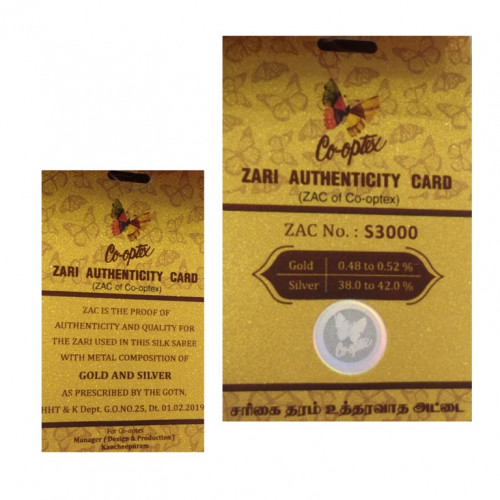 Co-optex
ZARI AUTHENTICITY CARD
(ZAC of Co-optex)
ZAC IS THE PROOF OF
AUTHENTICITY AND QUALITY FOR
THE ZARI USED IN THIS SILK SAREE
WITH METAL COMPOSITION OF
GOLD AND SILVER
AS PRESCRIBED BY THE GOTN,
HHT & K Dept. G.O.NO.25, Dt. 01.02.2019
For Co-optex
Manager ( Design & Production )
Kancheepuram
Co-optex
ZARI AUTHENTICITY CARD
(ZAC of Co-optex)
ZAC No. : S3000
Gold 0.48 to 0.52 %
Silver 38.0 to 42.0 %
Co-optex
சரிகை தரம் உத்தரவாத அட்டை